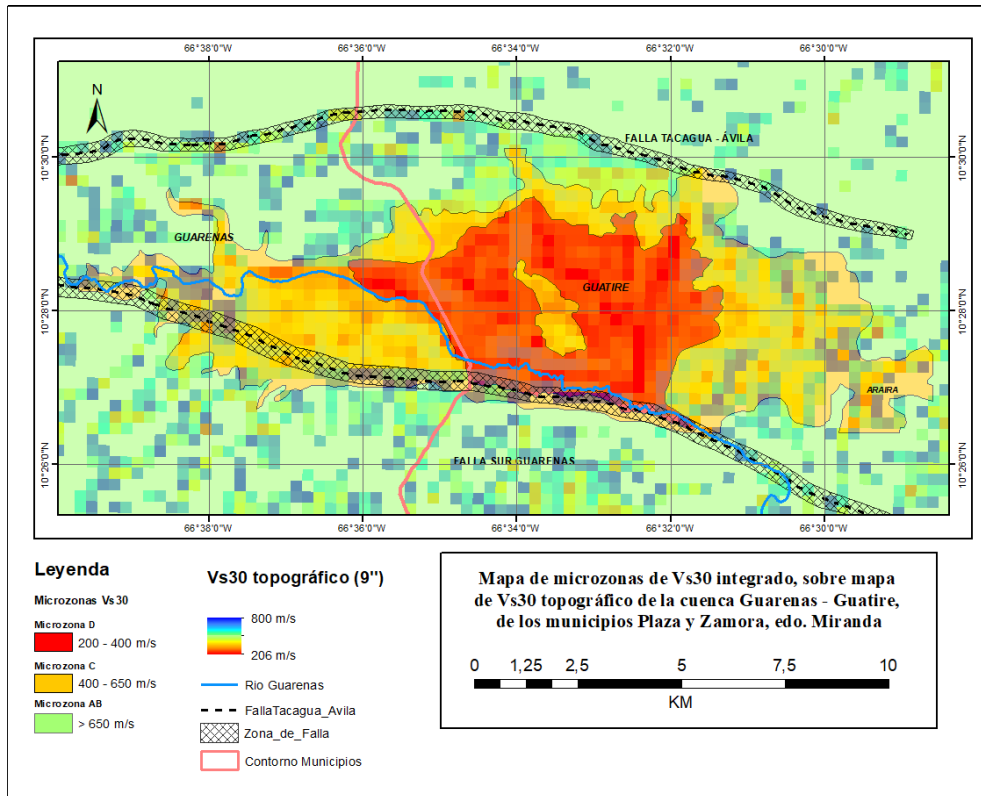 66°38'0"W 66°36'0"W 66°34'0"W 66°32'0"W 66°30'0"W
N
FALLA TACAGUA - ÁVILA
10°30'0"N 10°30'0"N
GUARENAS
GUATIRE
10°28'0"N 10°28'0"N
ARAIRA
FALLA SUR GUARENAS
10°26'0"N 10°26'0"N
66°38'0"W 66°36'0"W 66°34'0"W 66°32'0"W 66°30'0"W
Leyenda
Microzonas Vs30
Microzona D
200 - 400 m/s
Microzona C
400 - 650 m/s
Microzona AB
> 650 m/s
Vs30 topográfico (9")
800 m/s
206 m/s
Rio Guarenas
FallaTacagua_Avila
Zona_de_Falla
Contorno Municipios
Mapa de microzonas de Vs30 integrado, sobre mapa
de Vs30 topográfico de la cuenca Guarenas - Guatire,
de los municipios Plaza y Zamora, edo. Miranda
0 1,25 2,5 5 7,5 10
KM